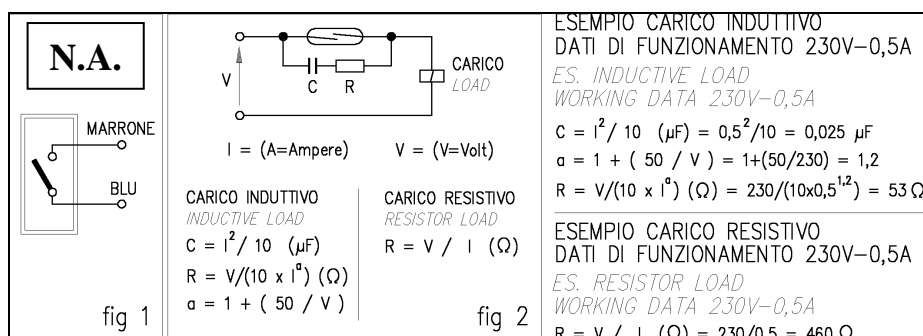 N.A.
MARRONE
BLU
fig 1
V
C R
CARICO
LOAD
I = (A=Ampere) V = (V=Volt)
CARICO INDUTTIVO
INDUCTIVE LOAD
C = I²/ 10 (µF)
R = V/(10 x Iᵃ) (Ω)
a = 1 + ( 50 / V )
CARICO RESISTIVO
RESISTOR LOAD
R = V / I (Ω)
fig 2
ESEMPIO CARICO INDUTTIVO
DATI DI FUNZIONAMENTO 230V-0,5A
ES. INDUCTIVE LOAD
WORKING DATA 230V-0,5A
C = I²/ 10 (µF) = 0,5²/10 = 0,025 µF
a = 1 + ( 50 / V ) = 1+(50/230) = 1,2
R = V/(10 x Iᵃ) (Ω) = 230/(10x0,5¹˒²) = 53 Ω
ESEMPIO CARICO RESISTIVO
DATI DI FUNZIONAMENTO 230V-0,5A
ES. RESISTOR LOAD
WORKING DATA 230V-0,5A
R = V / I (Ω) = 230/0,5 = 460 Ω